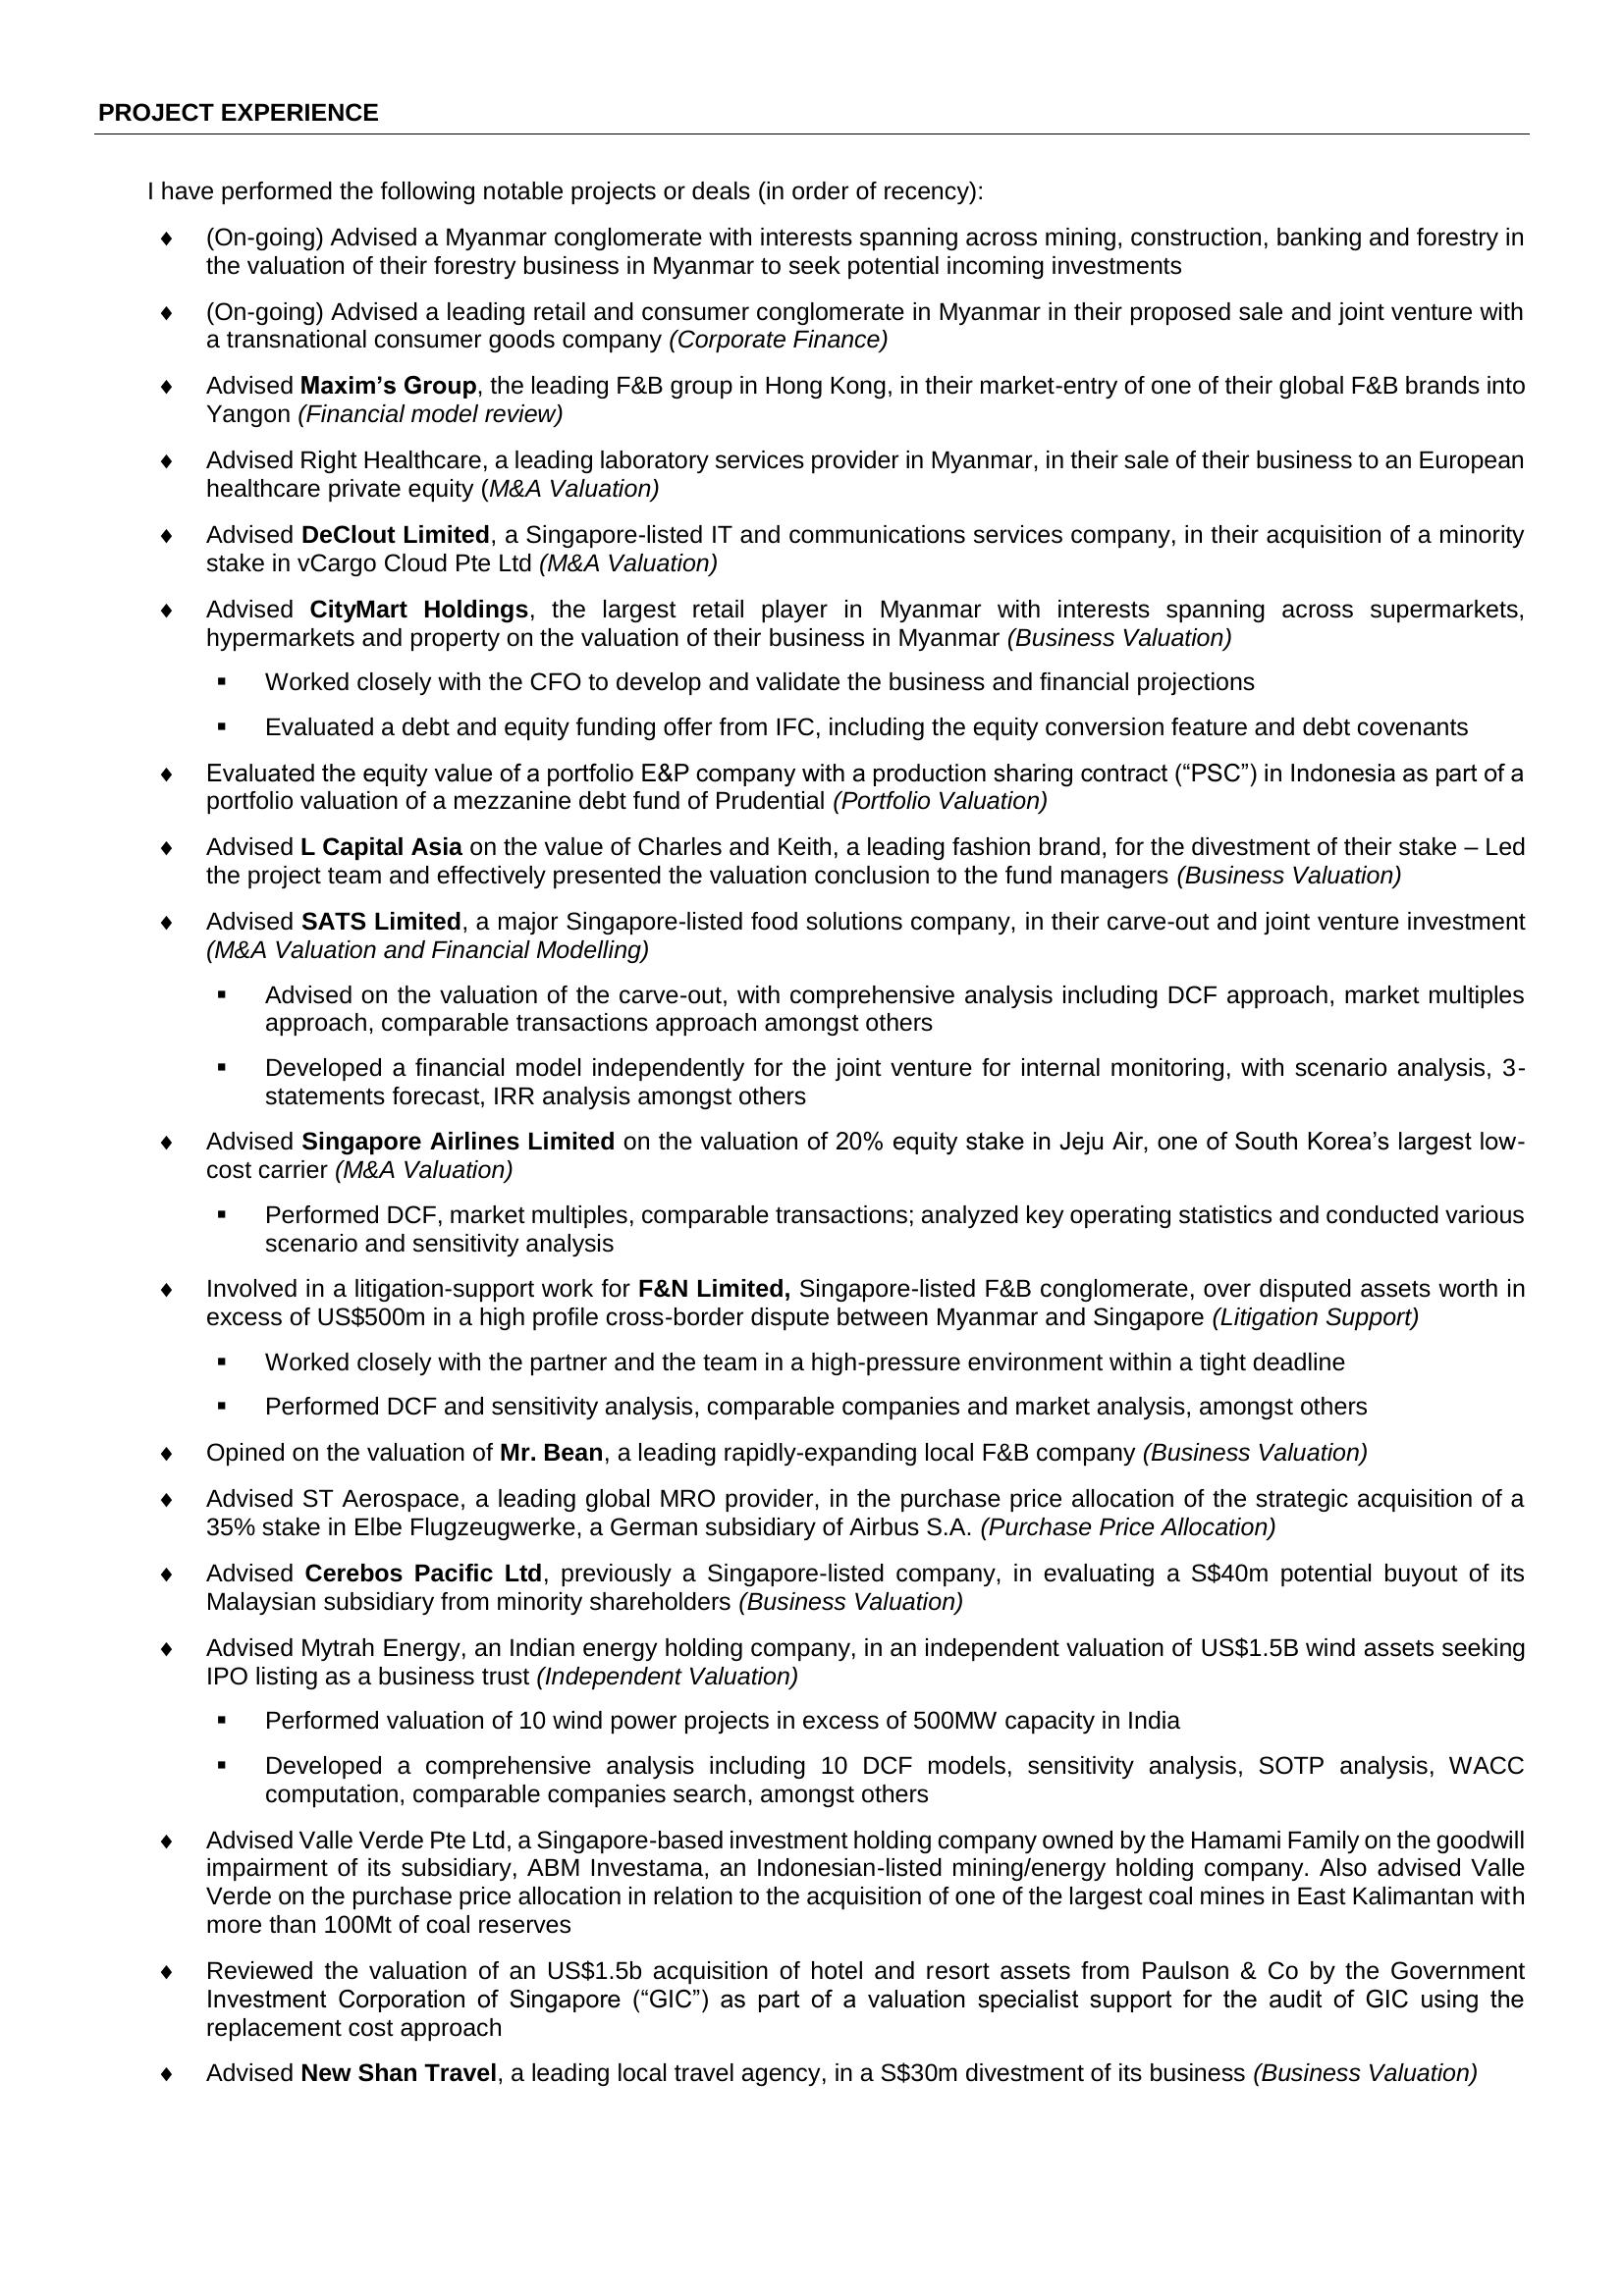 PROJECT EXPERIENCE
I have performed the following notable projects or deals (in order of recency):
♦ (On-going) Advised a Myanmar conglomerate with interests spanning across mining, construction, banking and forestry in
the valuation of their forestry business in Myanmar to seek potential incoming investments
♦ (On-going) Advised a leading retail and consumer conglomerate in Myanmar in their proposed sale and joint venture with
a transnational consumer goods company (Corporate Finance)
♦ Advised Maxim’s Group, the leading F&B group in Hong Kong, in their market-entry of one of their global F&B brands into
Yangon (Financial model review)
♦ Advised Right Healthcare, a leading laboratory services provider in Myanmar, in their sale of their business to an European
healthcare private equity (M&A Valuation)
♦ Advised DeClout Limited, a Singapore-listed IT and communications services company, in their acquisition of a minority
stake in vCargo Cloud Pte Ltd (M&A Valuation)
♦ Advised CityMart Holdings, the largest retail player in Myanmar with interests spanning across supermarkets,
hypermarkets and property on the valuation of their business in Myanmar (Business Valuation)
▪ Worked closely with the CFO to develop and validate the business and financial projections
▪ Evaluated a debt and equity funding offer from IFC, including the equity conversion feature and debt covenants
♦ Evaluated the equity value of a portfolio E&P company with a production sharing contract (“PSC”) in Indonesia as part of a
portfolio valuation of a mezzanine debt fund of Prudential (Portfolio Valuation)
♦ Advised L Capital Asia on the value of Charles and Keith, a leading fashion brand, for the divestment of their stake – Led
the project team and effectively presented the valuation conclusion to the fund managers (Business Valuation)
♦ Advised SATS Limited, a major Singapore-listed food solutions company, in their carve-out and joint venture investment
(M&A Valuation and Financial Modelling)
▪ Advised on the valuation of the carve-out, with comprehensive analysis including DCF approach, market multiples
approach, comparable transactions approach amongst others
▪ Developed a financial model independently for the joint venture for internal monitoring, with scenario analysis, 3-
statements forecast, IRR analysis amongst others
♦ Advised Singapore Airlines Limited on the valuation of 20% equity stake in Jeju Air, one of South Korea’s largest low-
cost carrier (M&A Valuation)
▪ Performed DCF, market multiples, comparable transactions; analyzed key operating statistics and conducted various
scenario and sensitivity analysis
♦ Involved in a litigation-support work for F&N Limited, Singapore-listed F&B conglomerate, over disputed assets worth in
excess of US$500m in a high profile cross-border dispute between Myanmar and Singapore (Litigation Support)
▪ Worked closely with the partner and the team in a high-pressure environment within a tight deadline
▪ Performed DCF and sensitivity analysis, comparable companies and market analysis, amongst others
♦ Opined on the valuation of Mr. Bean, a leading rapidly-expanding local F&B company (Business Valuation)
♦ Advised ST Aerospace, a leading global MRO provider, in the purchase price allocation of the strategic acquisition of a
35% stake in Elbe Flugzeugwerke, a German subsidiary of Airbus S.A. (Purchase Price Allocation)
♦ Advised Cerebos Pacific Ltd, previously a Singapore-listed company, in evaluating a S$40m potential buyout of its
Malaysian subsidiary from minority shareholders (Business Valuation)
♦ Advised Mytrah Energy, an Indian energy holding company, in an independent valuation of US$1.5B wind assets seeking
IPO listing as a business trust (Independent Valuation)
▪ Performed valuation of 10 wind power projects in excess of 500MW capacity in India
▪ Developed a comprehensive analysis including 10 DCF models, sensitivity analysis, SOTP analysis, WACC
computation, comparable companies search, amongst others
♦ Advised Valle Verde Pte Ltd, a Singapore-based investment holding company owned by the Hamami Family on the goodwill
impairment of its subsidiary, ABM Investama, an Indonesian-listed mining/energy holding company. Also advised Valle
Verde on the purchase price allocation in relation to the acquisition of one of the largest coal mines in East Kalimantan with
more than 100Mt of coal reserves
♦ Reviewed the valuation of an US$1.5b acquisition of hotel and resort assets from Paulson & Co by the Government
Investment Corporation of Singapore (“GIC”) as part of a valuation specialist support for the audit of GIC using the
replacement cost approach
♦ Advised New Shan Travel, a leading local travel agency, in a S$30m divestment of its business (Business Valuation)